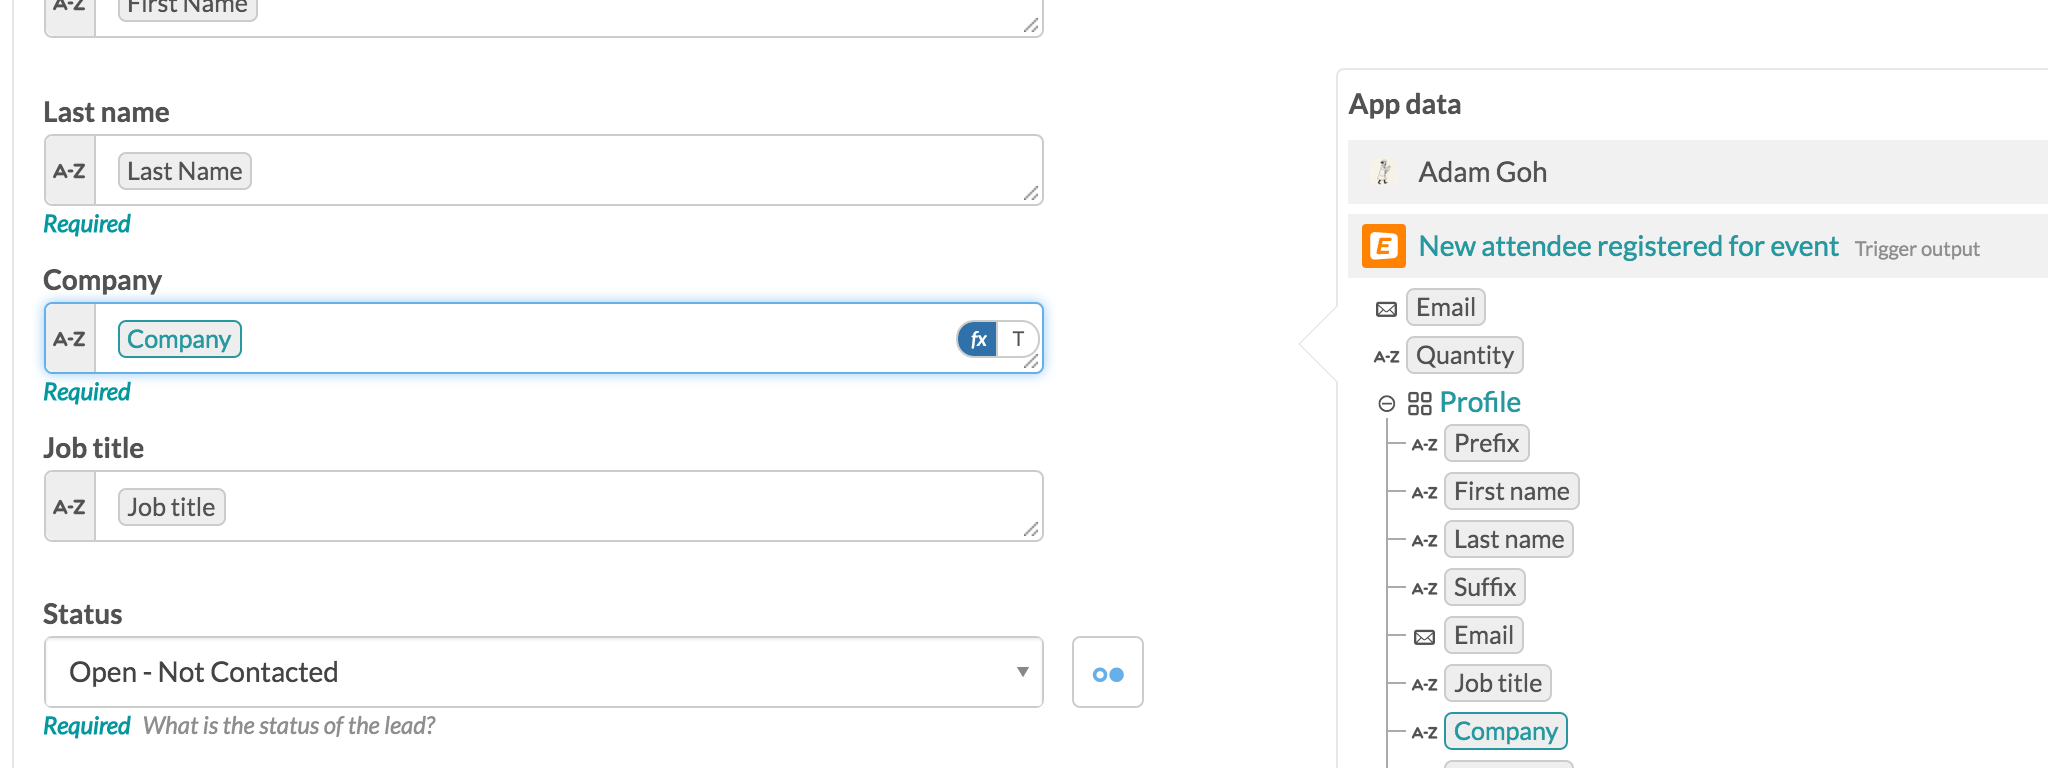 A-Z First Name
Last name
A-Z Last Name
Required
Company
A-Z Company fx T
Required
Job title
A-Z Job title
Status
Open - Not Contacted
Required What is the status of the lead?
App data
Adam Goh
E New attendee registered for event Trigger output
Email
A-Z Quantity
Profile
A-Z Prefix
A-Z First name
A-Z Last name
A-Z Suffix
Email
A-Z Job title
A-Z Company